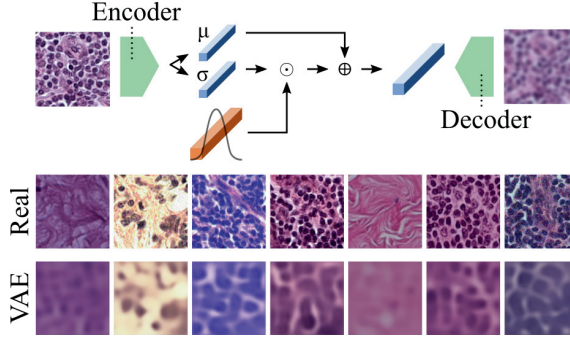 Encoder
μ
σ
Decoder
Real
VAE